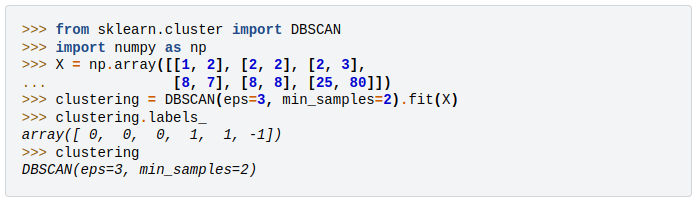 >>> from sklearn.cluster import DBSCAN
>>> import numpy as np
>>> X = np.array([[1, 2], [2, 2], [2, 3],
...               [8, 7], [8, 8], [25, 80]])
>>> clustering = DBSCAN(eps=3, min_samples=2).fit(X)
>>> clustering.labels_
array([ 0,  0,  0,  1,  1, -1])
>>> clustering
DBSCAN(eps=3, min_samples=2)